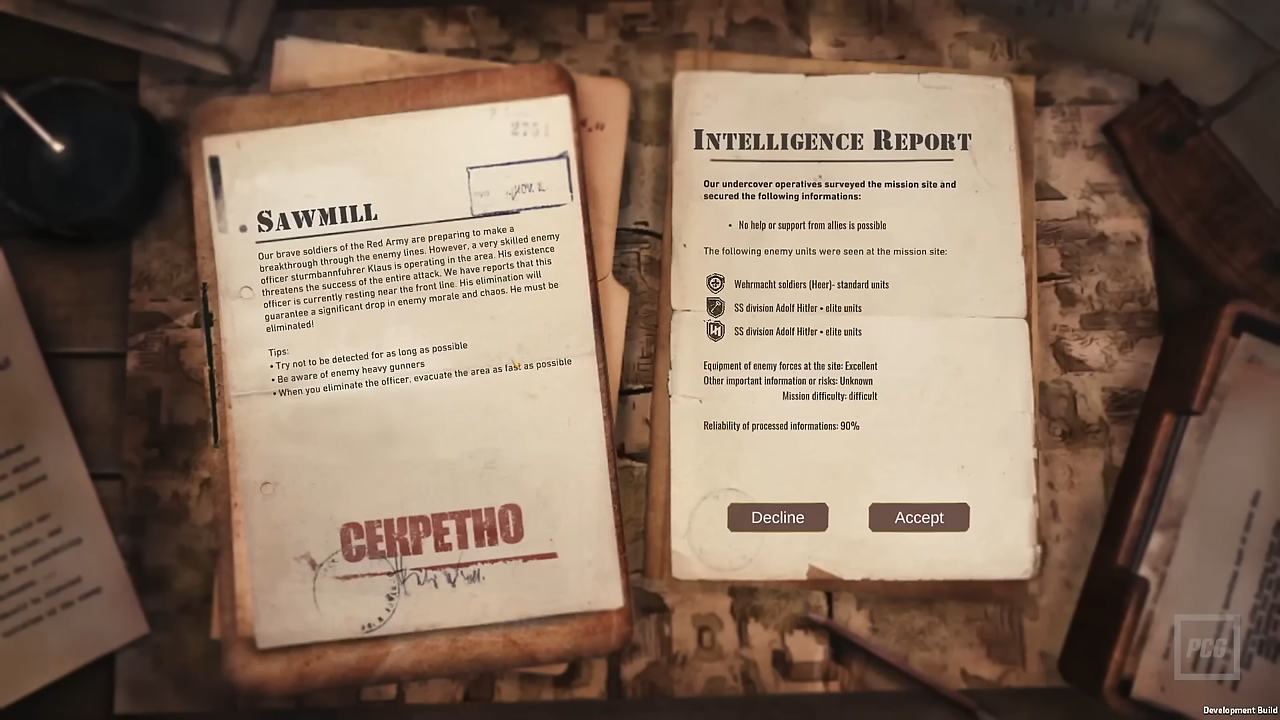 2751
NOV. 2
SAWMILL
Our brave soldiers of the Red Army are preparing to make a
breakthrough through the enemy lines. However, a very skilled enemy
officer sturmbannfuhrer Klaus is operating in the area. His existence
threatens the success of the entire attack. We have reports that this
officer is currently resting near the front line. His elimination will
guarantee a significant drop in enemy morale and chaos. He must be
eliminated!
Tips:
• Try not to be detected for as long as possible
• Be aware of enemy heavy gunners
• When you eliminate the officer, evacuate the area as fast as possible
СЕКРЕТНО
INTELLIGENCE REPORT
Our undercover operatives surveyed the mission site and
secured the following informations:
• No help or support from allies is possible
The following enemy units were seen at the mission site:
Wehrmacht soldiers (Heer)- standard units
SS division Adolf Hitler • elite units
SS division Adolf Hitler • elite units
Equipment of enemy forces at the site: Excellent
Other important information or risks: Unknown
Mission difficulty: difficult
Reliability of processed informations: 90%
Decline Accept
PCG
Development Build